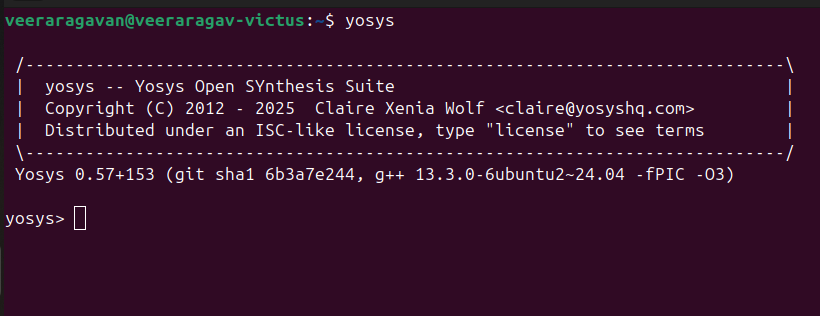 veeraragavan@veeraragav-victus:~$ yosys
/----------------------------------------------------------------------------\
|  yosys -- Yosys Open SYnthesis Suite                                       |
|  Copyright (C) 2012 - 2025  Claire Xenia Wolf <claire@yosyshq.com>         |
|  Distributed under an ISC-like license, type "license" to see terms        |
\----------------------------------------------------------------------------/
Yosys 0.57+153 (git sha1 6b3a7e244, g++ 13.3.0-6ubuntu2~24.04 -fPIC -O3)
yosys>